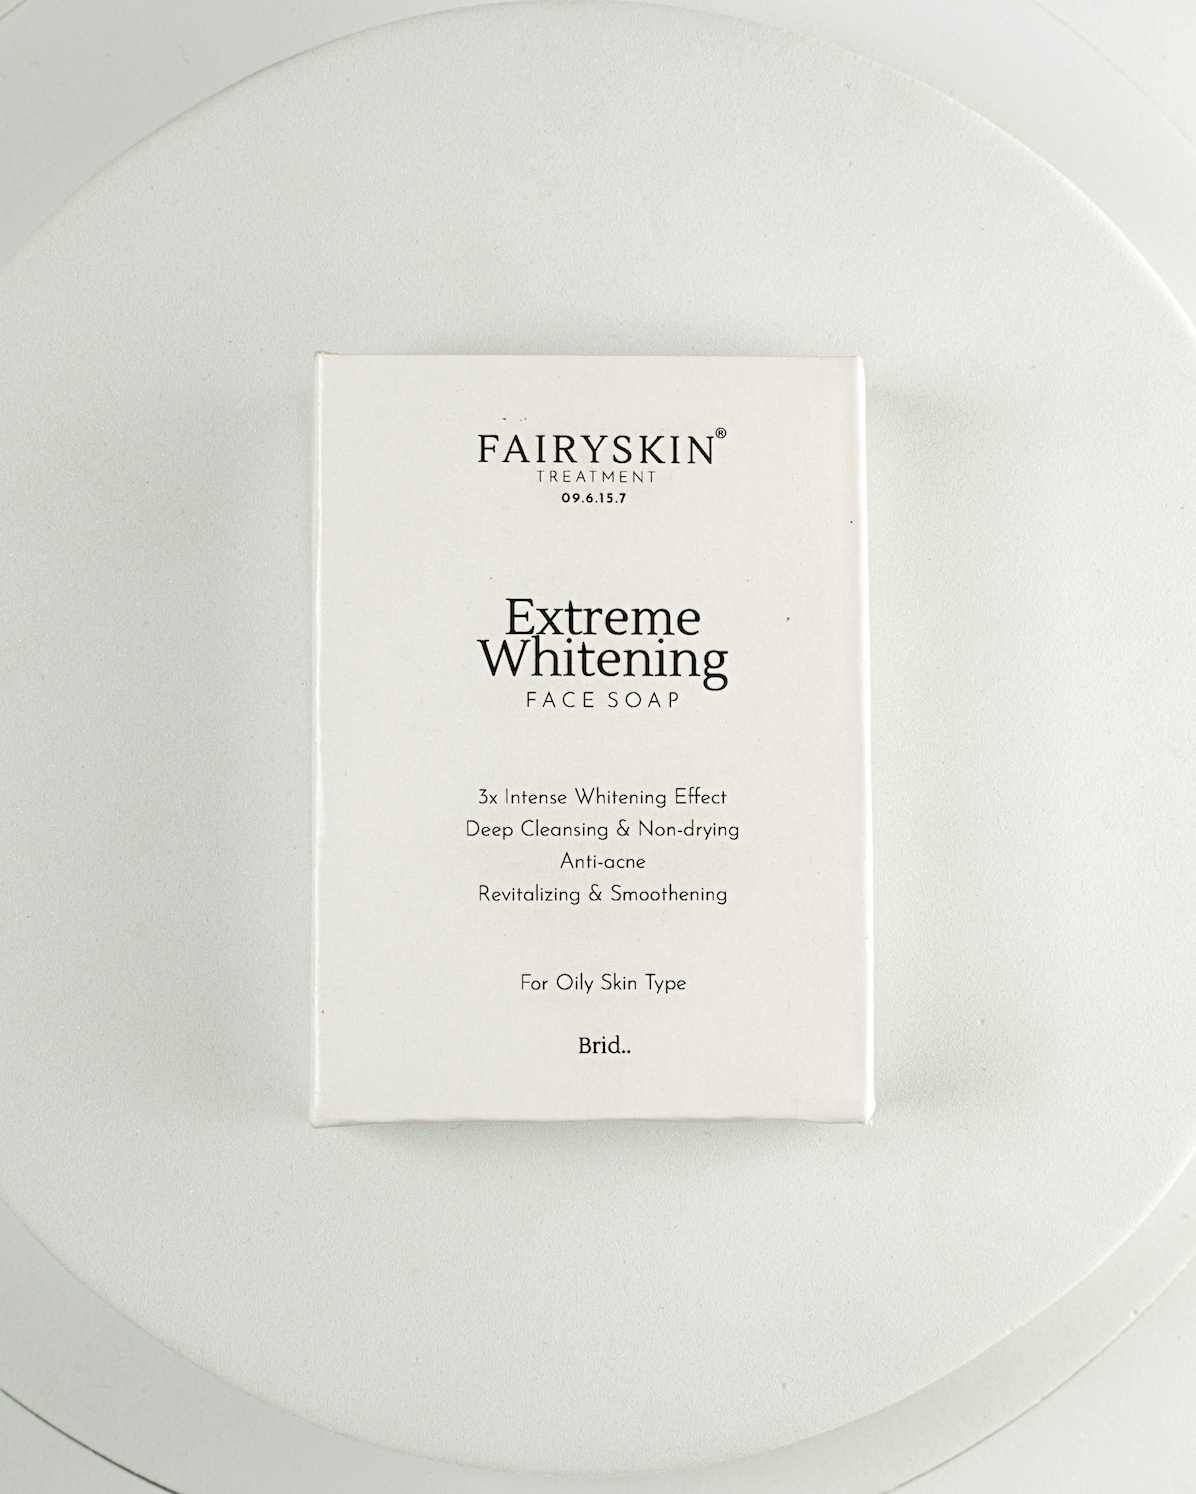 FAIRYSKIN®
TREATMENT
09.6.15.7
Extreme
Whitening
FACE SOAP
3x Intense Whitening Effect
Deep Cleansing & Non-drying
Anti-acne
Revitalizing & Smoothening
For Oily Skin Type
Brid..